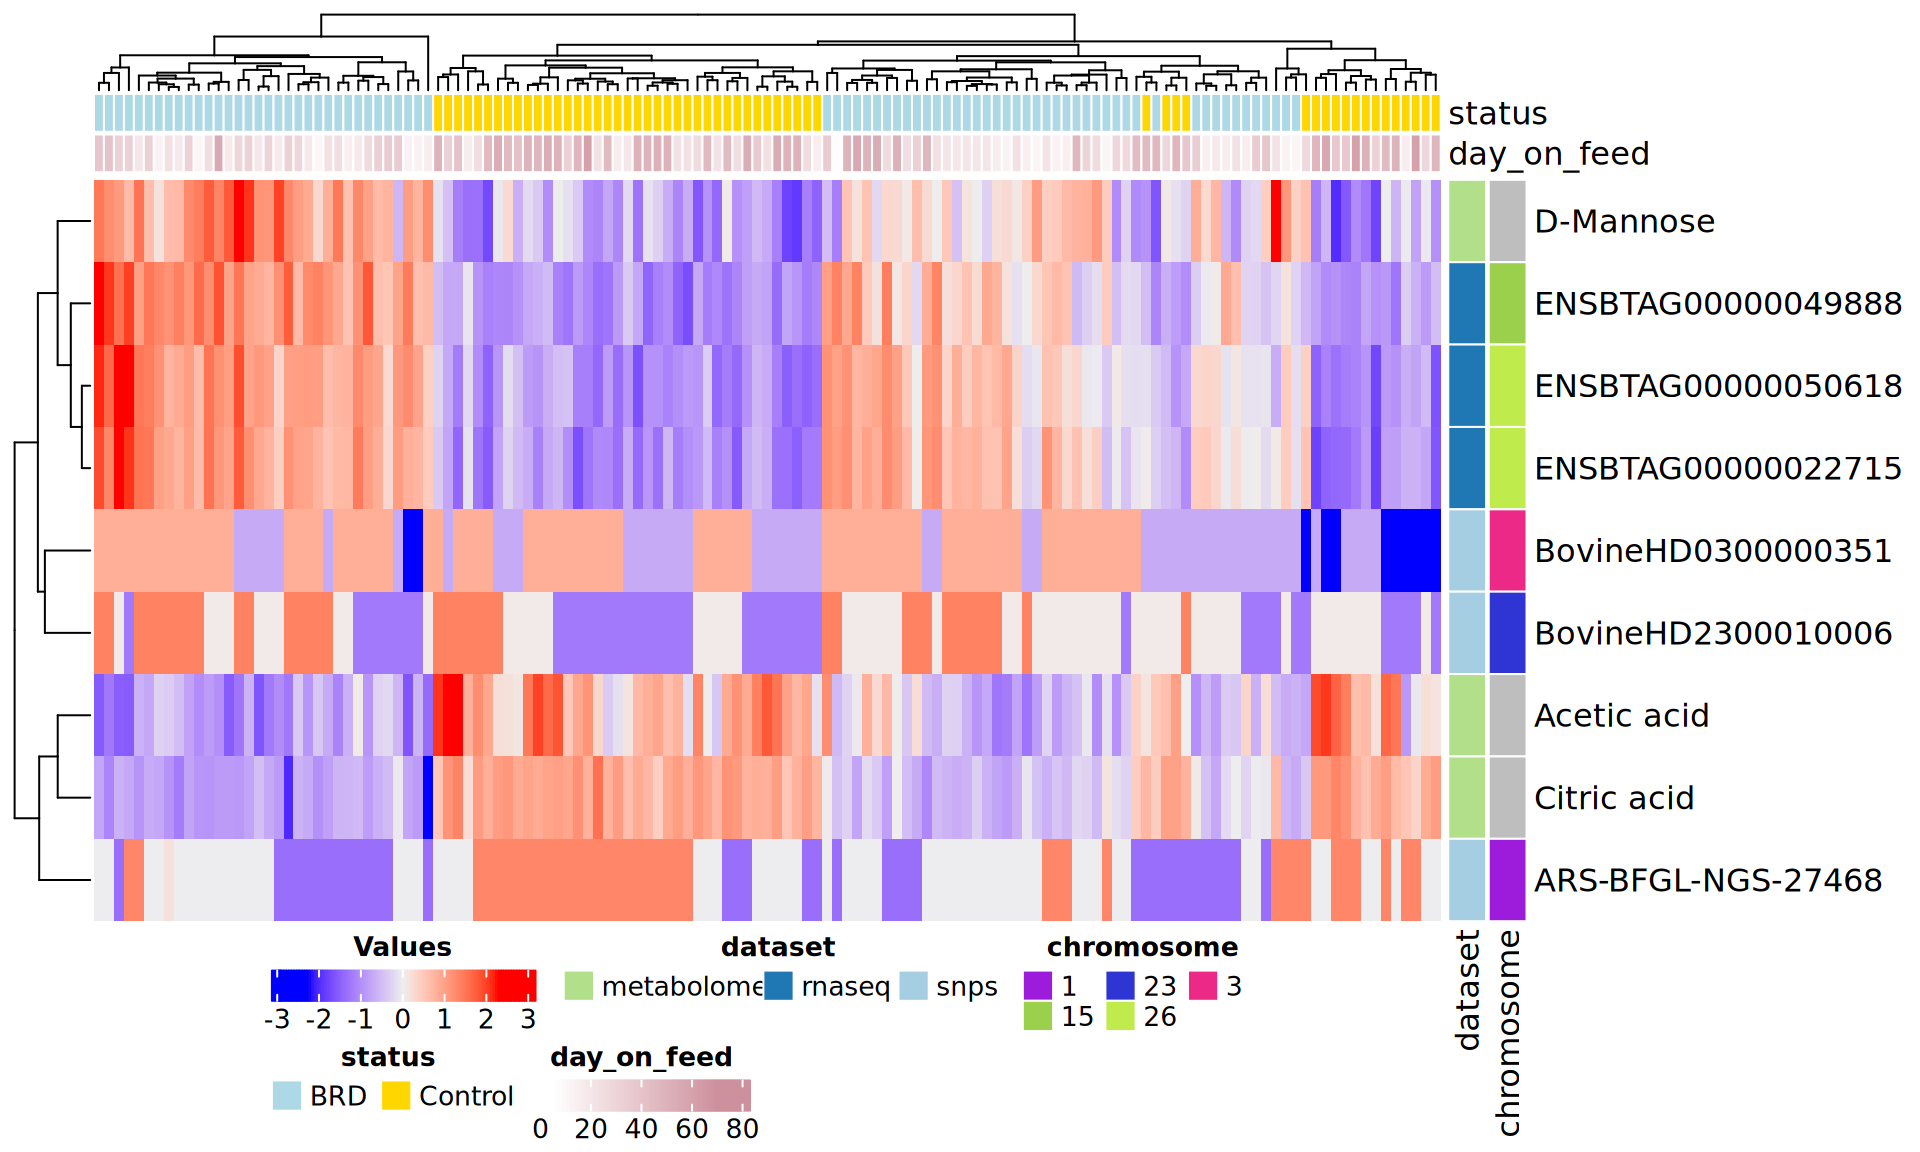 status
day_on_feed
D-Mannose
ENSBTAG00000049888
ENSBTAG00000050618
ENSBTAG00000022715
BovineHD0300000351
BovineHD2300010006
Acetic acid
Citric acid
ARS-BFGL-NGS-27468
dataset
chromosome
Values
-3 -2 -1 0 1 2 3
dataset
metabolome rnaseq snps
chromosome
1 23 3
15 26
status
BRD Control
day_on_feed
0 20 40 60 80